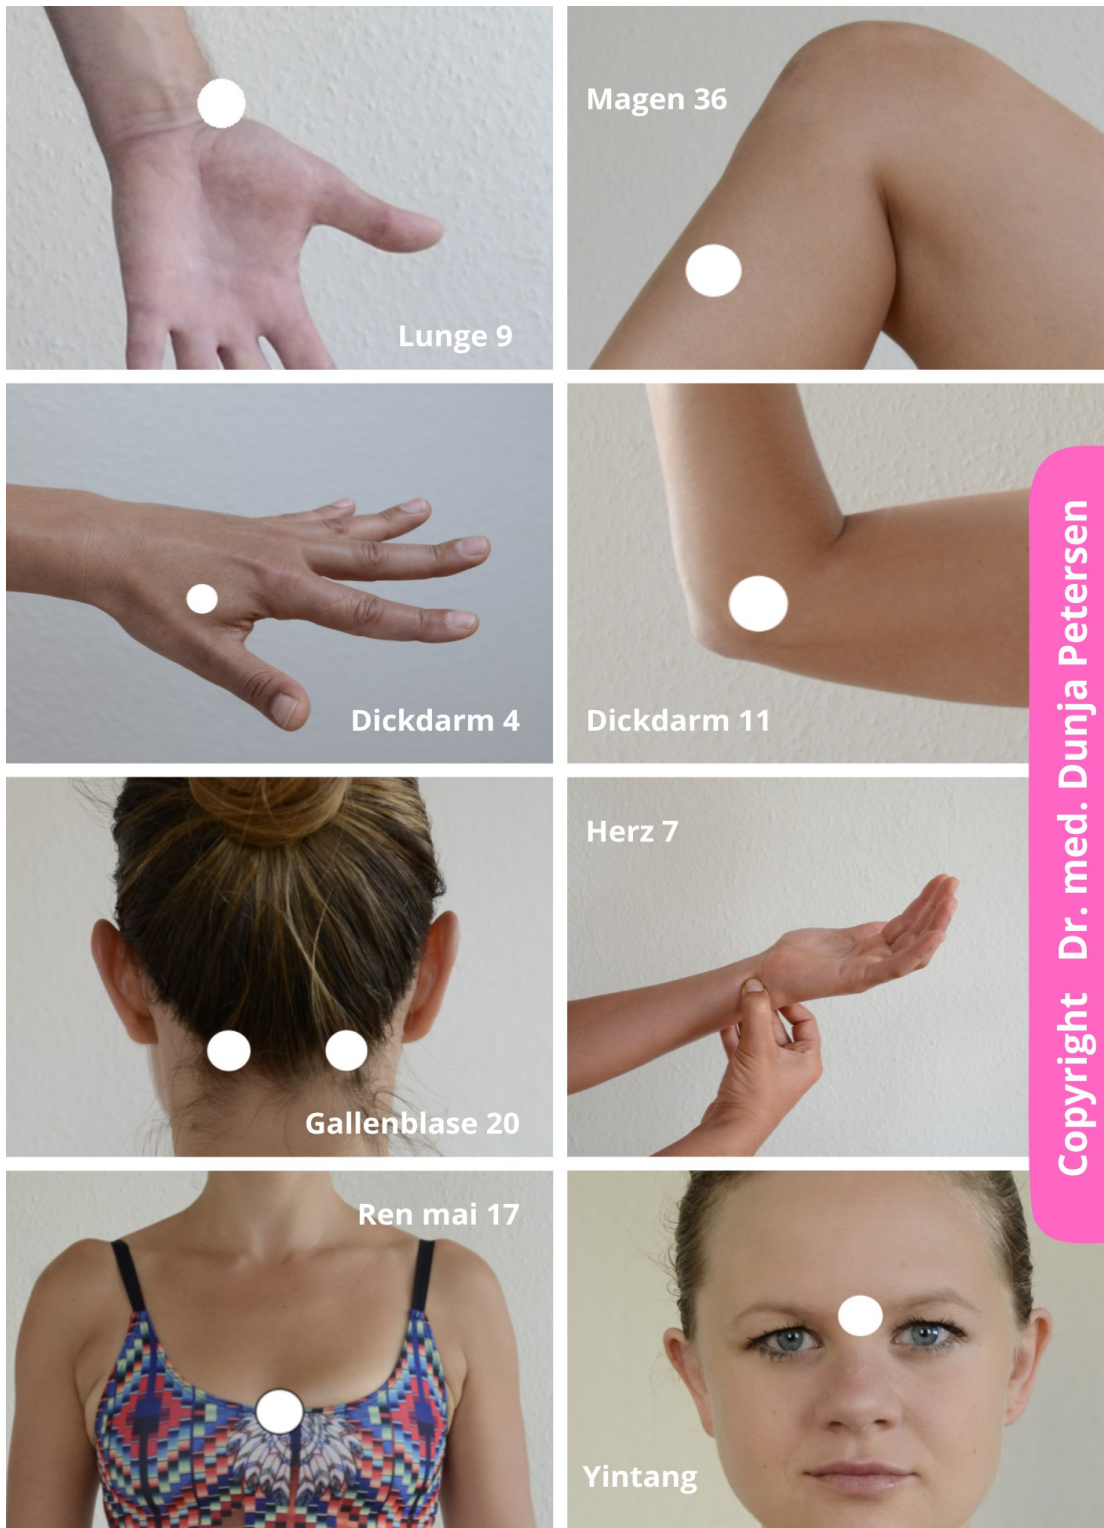 Lunge 9
Magen 36
Dickdarm 4
Dickdarm 11
Gallenblase 20
Herz 7
Ren mai 17
Yintang
Copyright Dr. med. Dunja Petersen